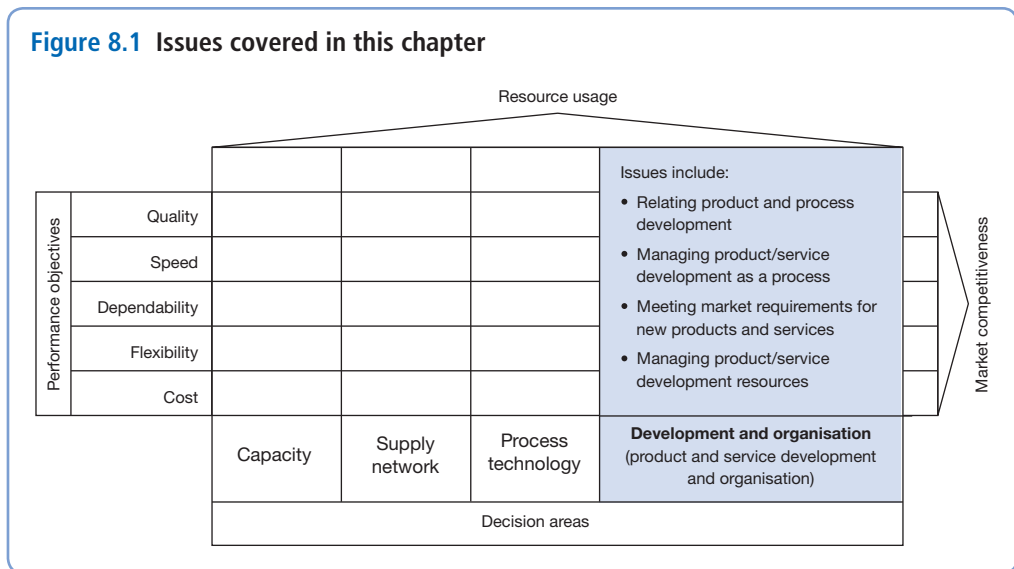 Figure 8.1 Issues covered in this chapter
Resource usage
Issues include:
• Relating product and process
development
• Managing product/service
development as a process
• Meeting market requirements for
new products and services
• Managing product/service
development resources
Performance objectives
Quality
Speed
Dependability
Flexibility
Cost
Market competitiveness
Capacity
Supply
network
Process
technology
Development and organisation
(product and service development
and organisation)
Decision areas